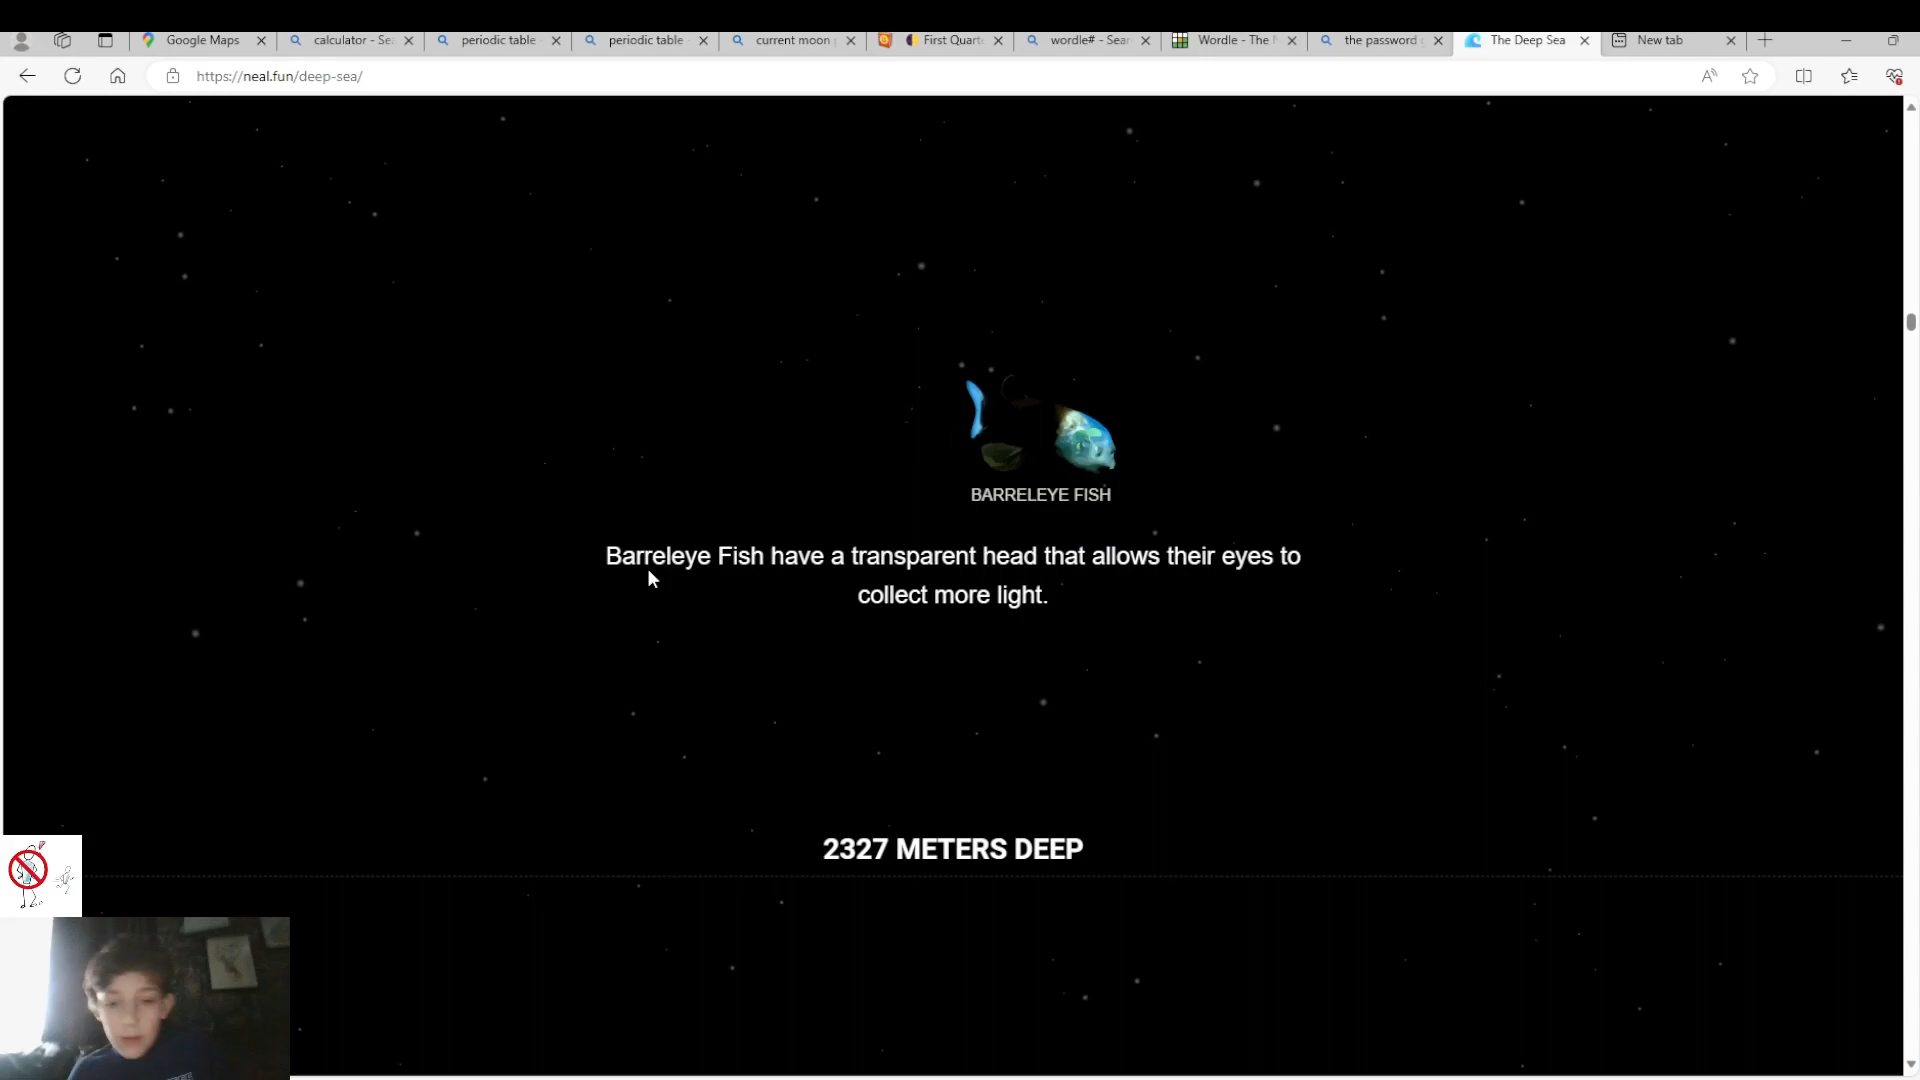 Google Maps
calculator - Se
periodic table
periodic table
current moon
First Quart
wordle# - Sear
Wordle - The
the password
The Deep Sea
New tab
https://neal.fun/deep-sea/
BARRELEYE FISH
Barreleye Fish have a transparent head that allows their eyes to
collect more light.
2327 METERS DEEP